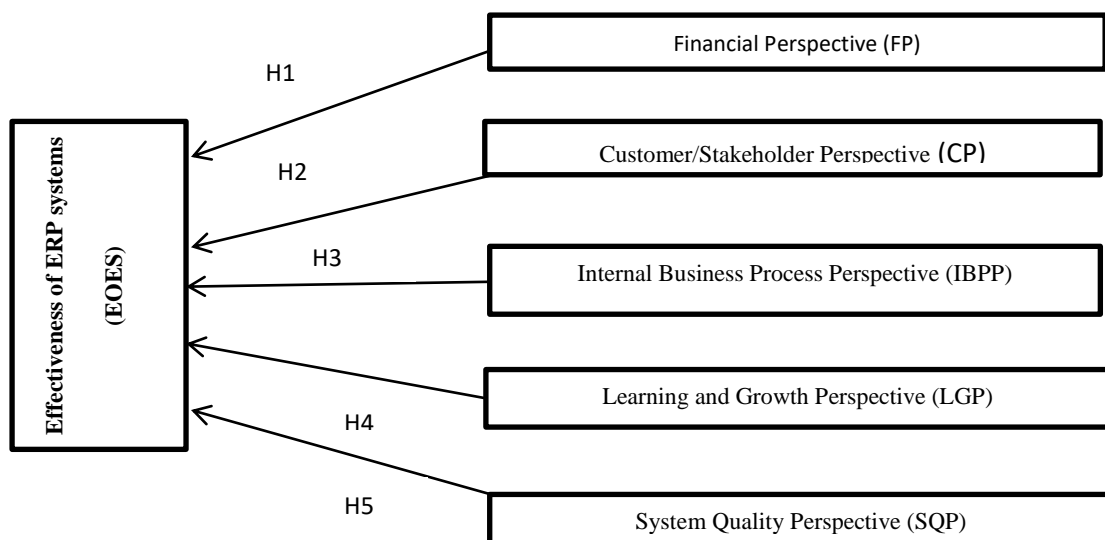 Financial Perspective (FP)
H1
Customer/Stakeholder Perspective (CP)
H2
Effectiveness of ERP systems
(EOES)
H3
Internal Business Process Perspective (IBPP)
Learning and Growth Perspective (LGP)
H4
H5
System Quality Perspective (SQP)